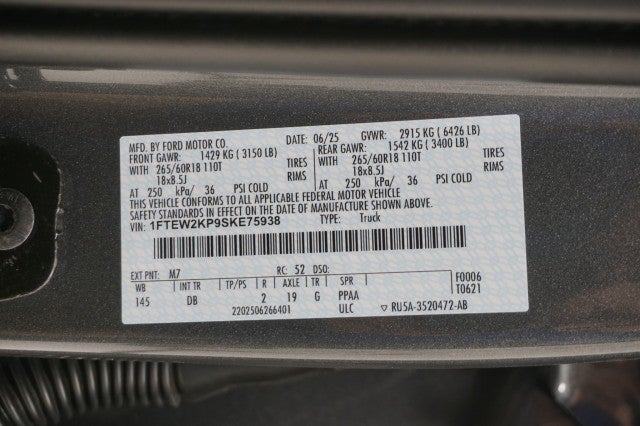 MFD. BY FORD MOTOR CO. DATE: 06/25 GVWR: 2915 KG ( 6426 LB)
FRONT GAWR: 1429 KG ( 3150 LB) REAR GAWR: 1542 KG ( 3400 LB)
WITH 265/60R18 110T TIRES WITH 265/60R18 110T TIRES
18x8.5J RIMS 18x8.5J RIMS
AT 250 kPa/ 36 PSI COLD AT 250 kPa/ 36 PSI COLD
THIS VEHICLE CONFORMS TO ALL APPLICABLE FEDERAL MOTOR VEHICLE
SAFETY STANDARDS IN EFFECT ON THE DATE OF MANUFACTURE SHOWN ABOVE.
VIN: 1FTEW2KP9SKE75938 TYPE: Truck
EXT PNT: M7 RC: 52 DSO: F0006
WB INT TR TP/PS R AXLE TR SPR T0621
145 DB 2 19 G PPAA
2202506266401 ULC ▽ RU5A-3520472-AB